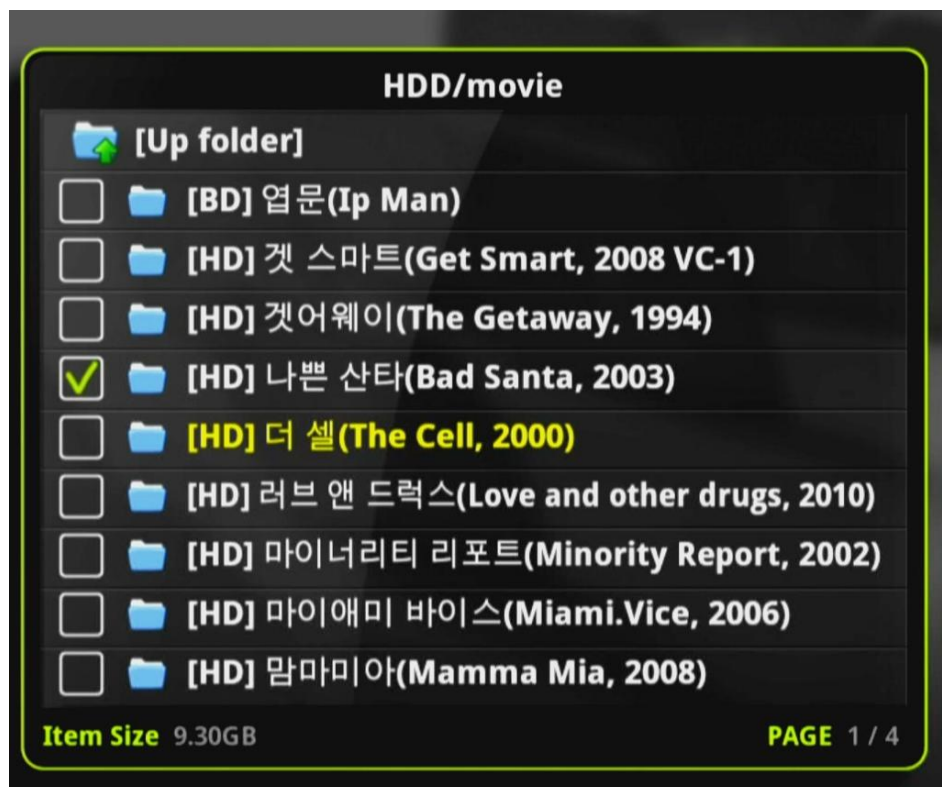 HDD/movie
[Up folder]
[BD] 엽문(Ip Man)
[HD] 겟 스마트(Get Smart, 2008 VC-1)
[HD] 겟어웨이(The Getaway, 1994)
[HD] 나쁜 산타(Bad Santa, 2003)
[HD] 더 셀(The Cell, 2000)
[HD] 러브 앤 드럭스(Love and other drugs, 2010)
[HD] 마이너리티 리포트(Minority Report, 2002)
[HD] 마이애미 바이스(Miami.Vice, 2006)
[HD] 맘마미아(Mamma Mia, 2008)
Item Size 9.30GB PAGE 1 / 4